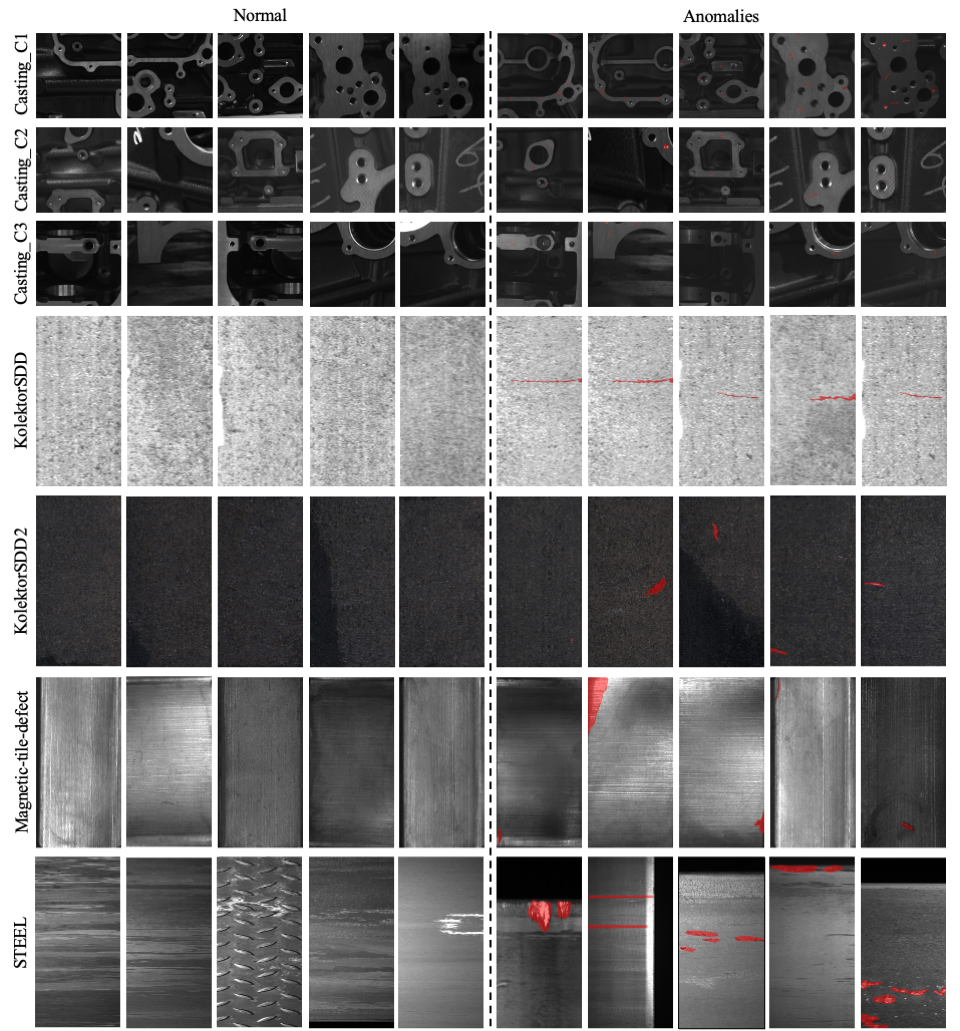 Normal
Anomalies
Casting_C1
Casting_C2
Casting_C3
KolektorSDD
KolektorSDD2
Magnetic-tile-defect
STEEL